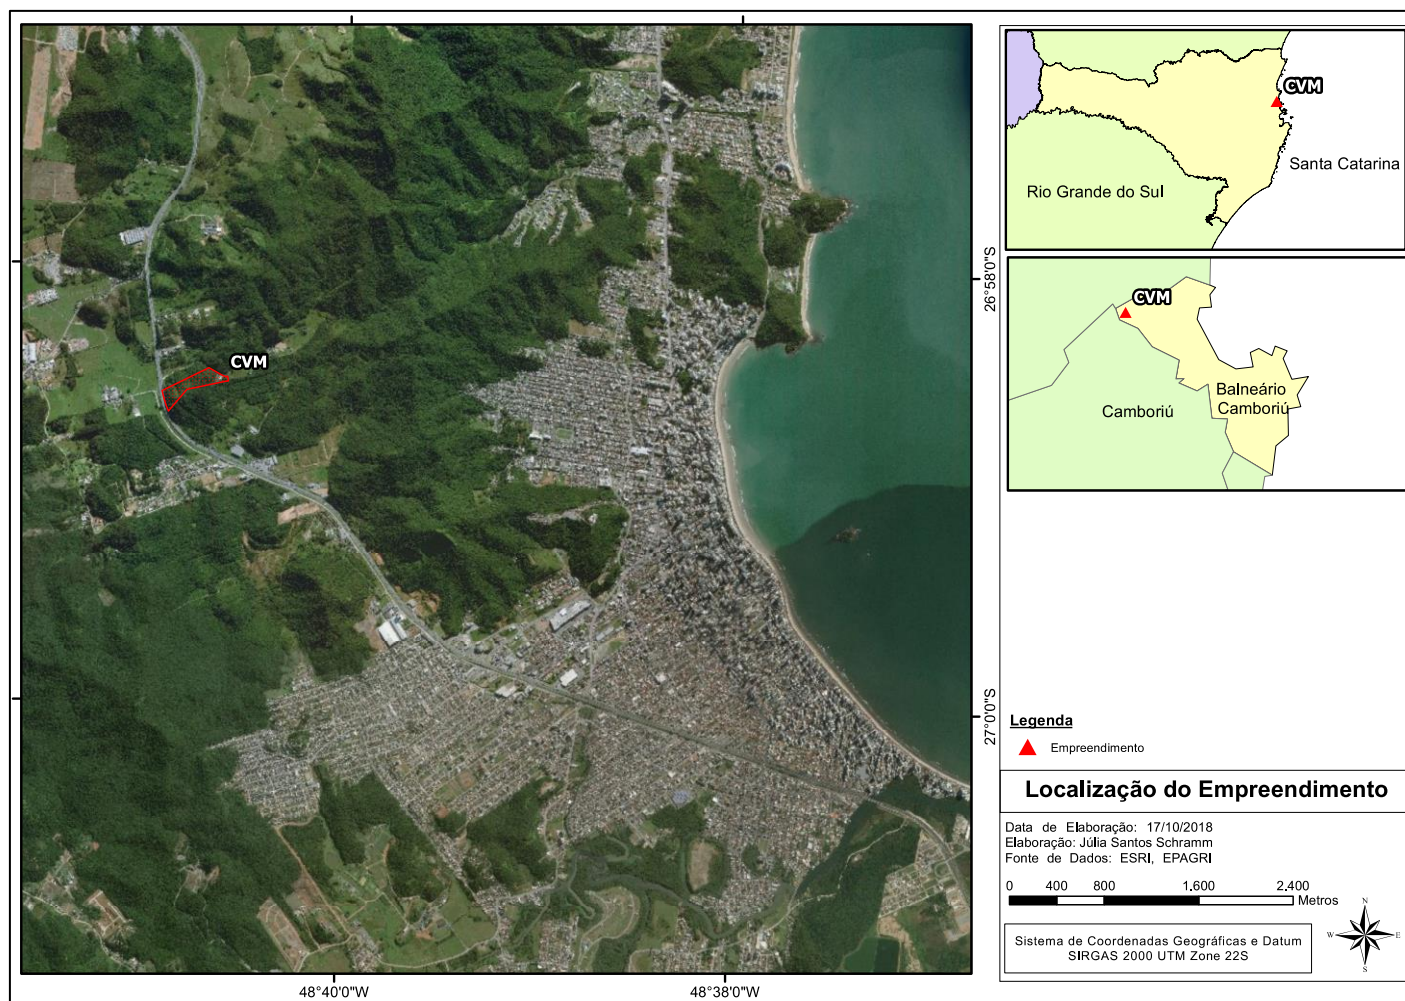 CVM
CVM
Santa Catarina
Rio Grande do Sul
CVM
Balneário
Camboriú
Camboriú
26°58'0"S
27°0'0"S
48°40'0"W
48°38'0"W
Legenda
Empreendimento
Localização do Empreendimento
Data de Elaboração: 17/10/2018
Elaboração: Júlia Santos Schramm
Fonte de Dados: ESRI, EPAGRI
0 400 800 1.600 2.400
Metros
N
W E
S
Sistema de Coordenadas Geográficas e Datum
SIRGAS 2000 UTM Zone 22S